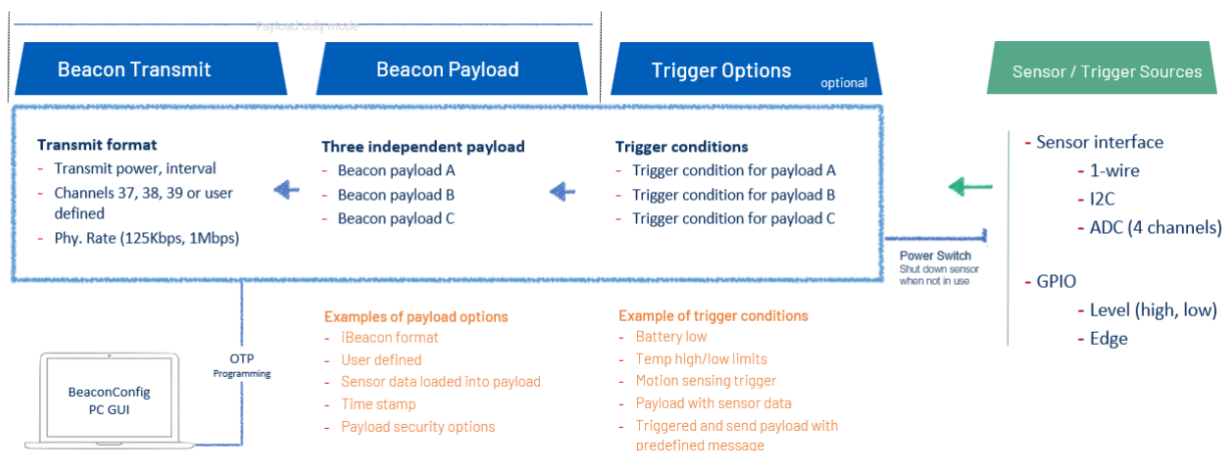 Payload only mode
Beacon Transmit
Beacon Payload
Trigger Options
optional
Sensor / Trigger Sources
Transmit format
- Transmit power, interval
- Channels 37, 38, 39 or user
defined
- Phy. Rate (125Kbps, 1Mbps)
Three independent payload
- Beacon payload A
- Beacon payload B
- Beacon payload C
Trigger conditions
- Trigger condition for payload A
- Trigger condition for payload B
- Trigger condition for payload C
- Sensor interface
- 1-wire
- I2C
- ADC (4 channels)
- GPIO
- Level (high, low)
- Edge
Power Switch
Shut down sensor
when not in use
BeaconConfig
PC GUI
OTP
Programming
Examples of payload options
- iBeacon format
- User defined
- Sensor data loaded into payload
- Time stamp
- Payload security options
Example of trigger conditions
- Battery low
- Temp high/low limits
- Motion sensing trigger
- Payload with sensor data
- Triggered and send payload with
predefined message